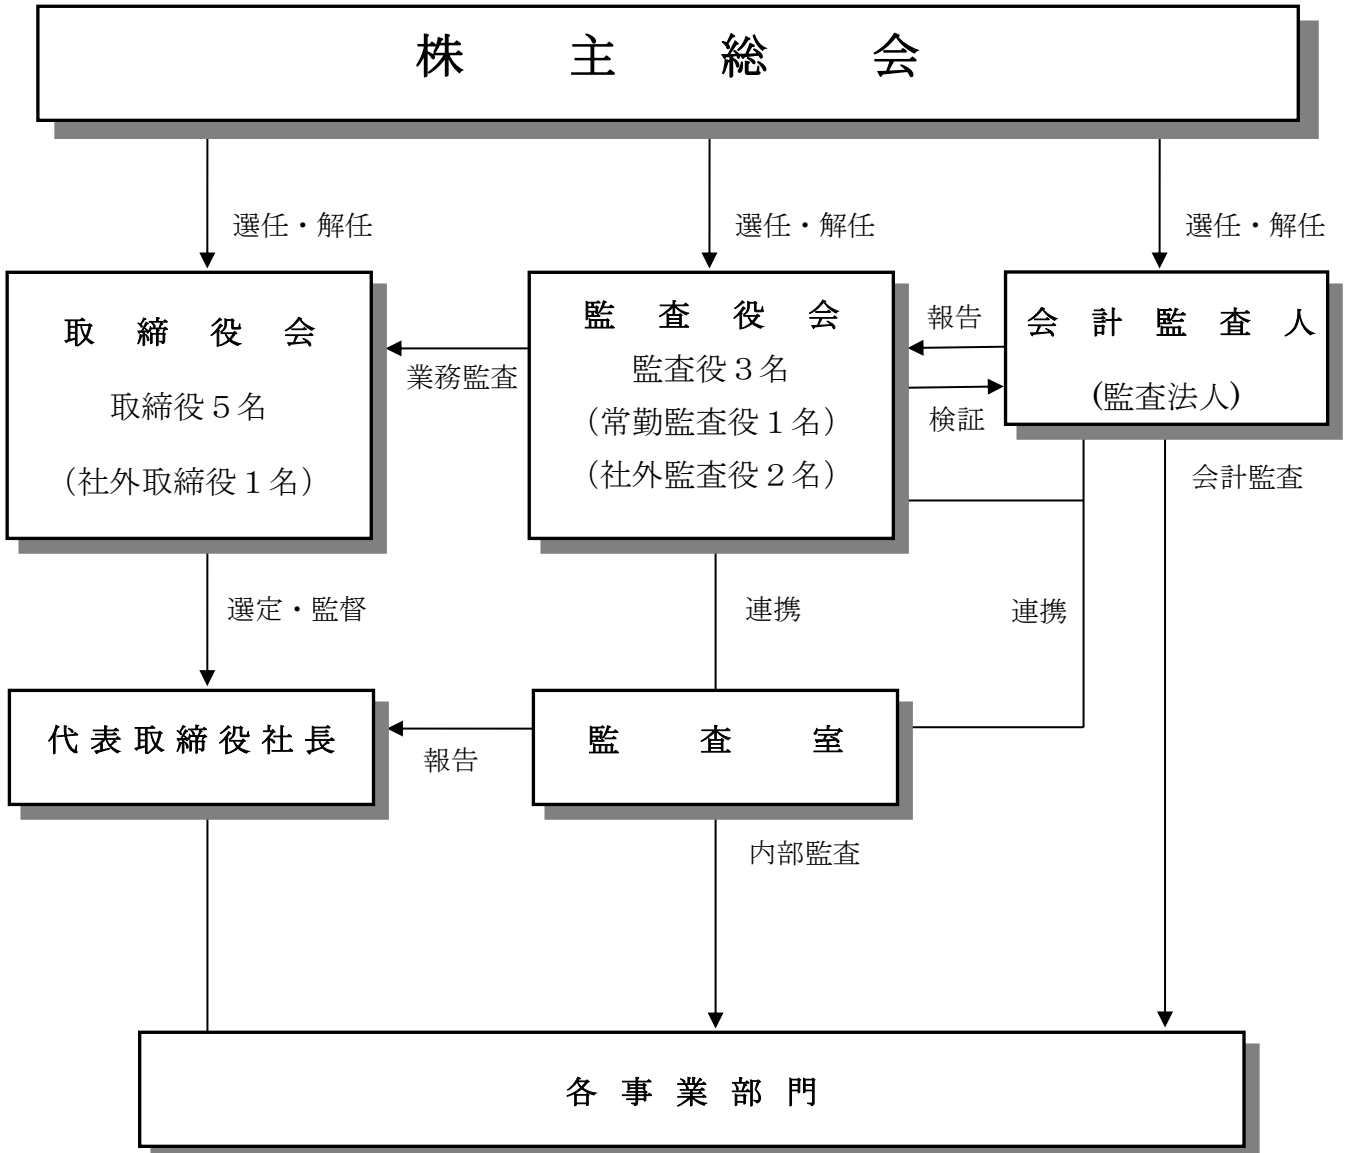 株主総会
選任・解任
選任・解任
選任・解任
取締役会
取締役５名
（社外取締役１名）
業務監査
監査役会
監査役３名
（常勤監査役１名）
（社外監査役２名）
報告
検証
会計監査人
(監査法人)
会計監査
選定・監督
連携
連携
代表取締役社長
報告
監査室
内部監査
各事業部門